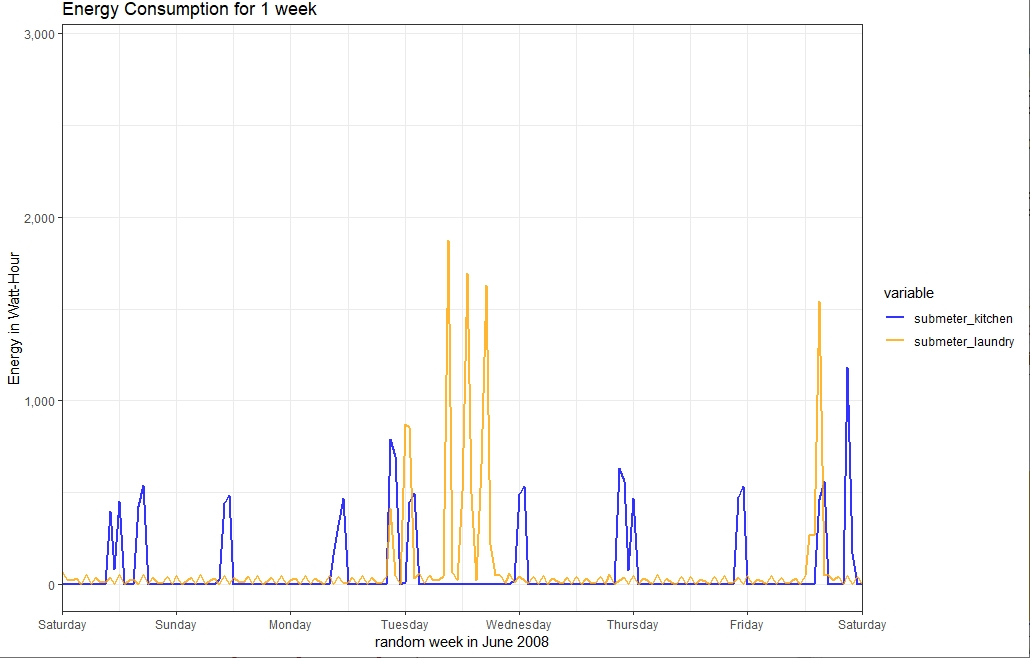 Energy Consumption for 1 week
3,000
2,000
1,000
0
Energy in Watt-Hour
Saturday Sunday Monday Tuesday Wednesday Thursday Friday Saturday
random week in June 2008
variable
submeter_kitchen
submeter_laundry